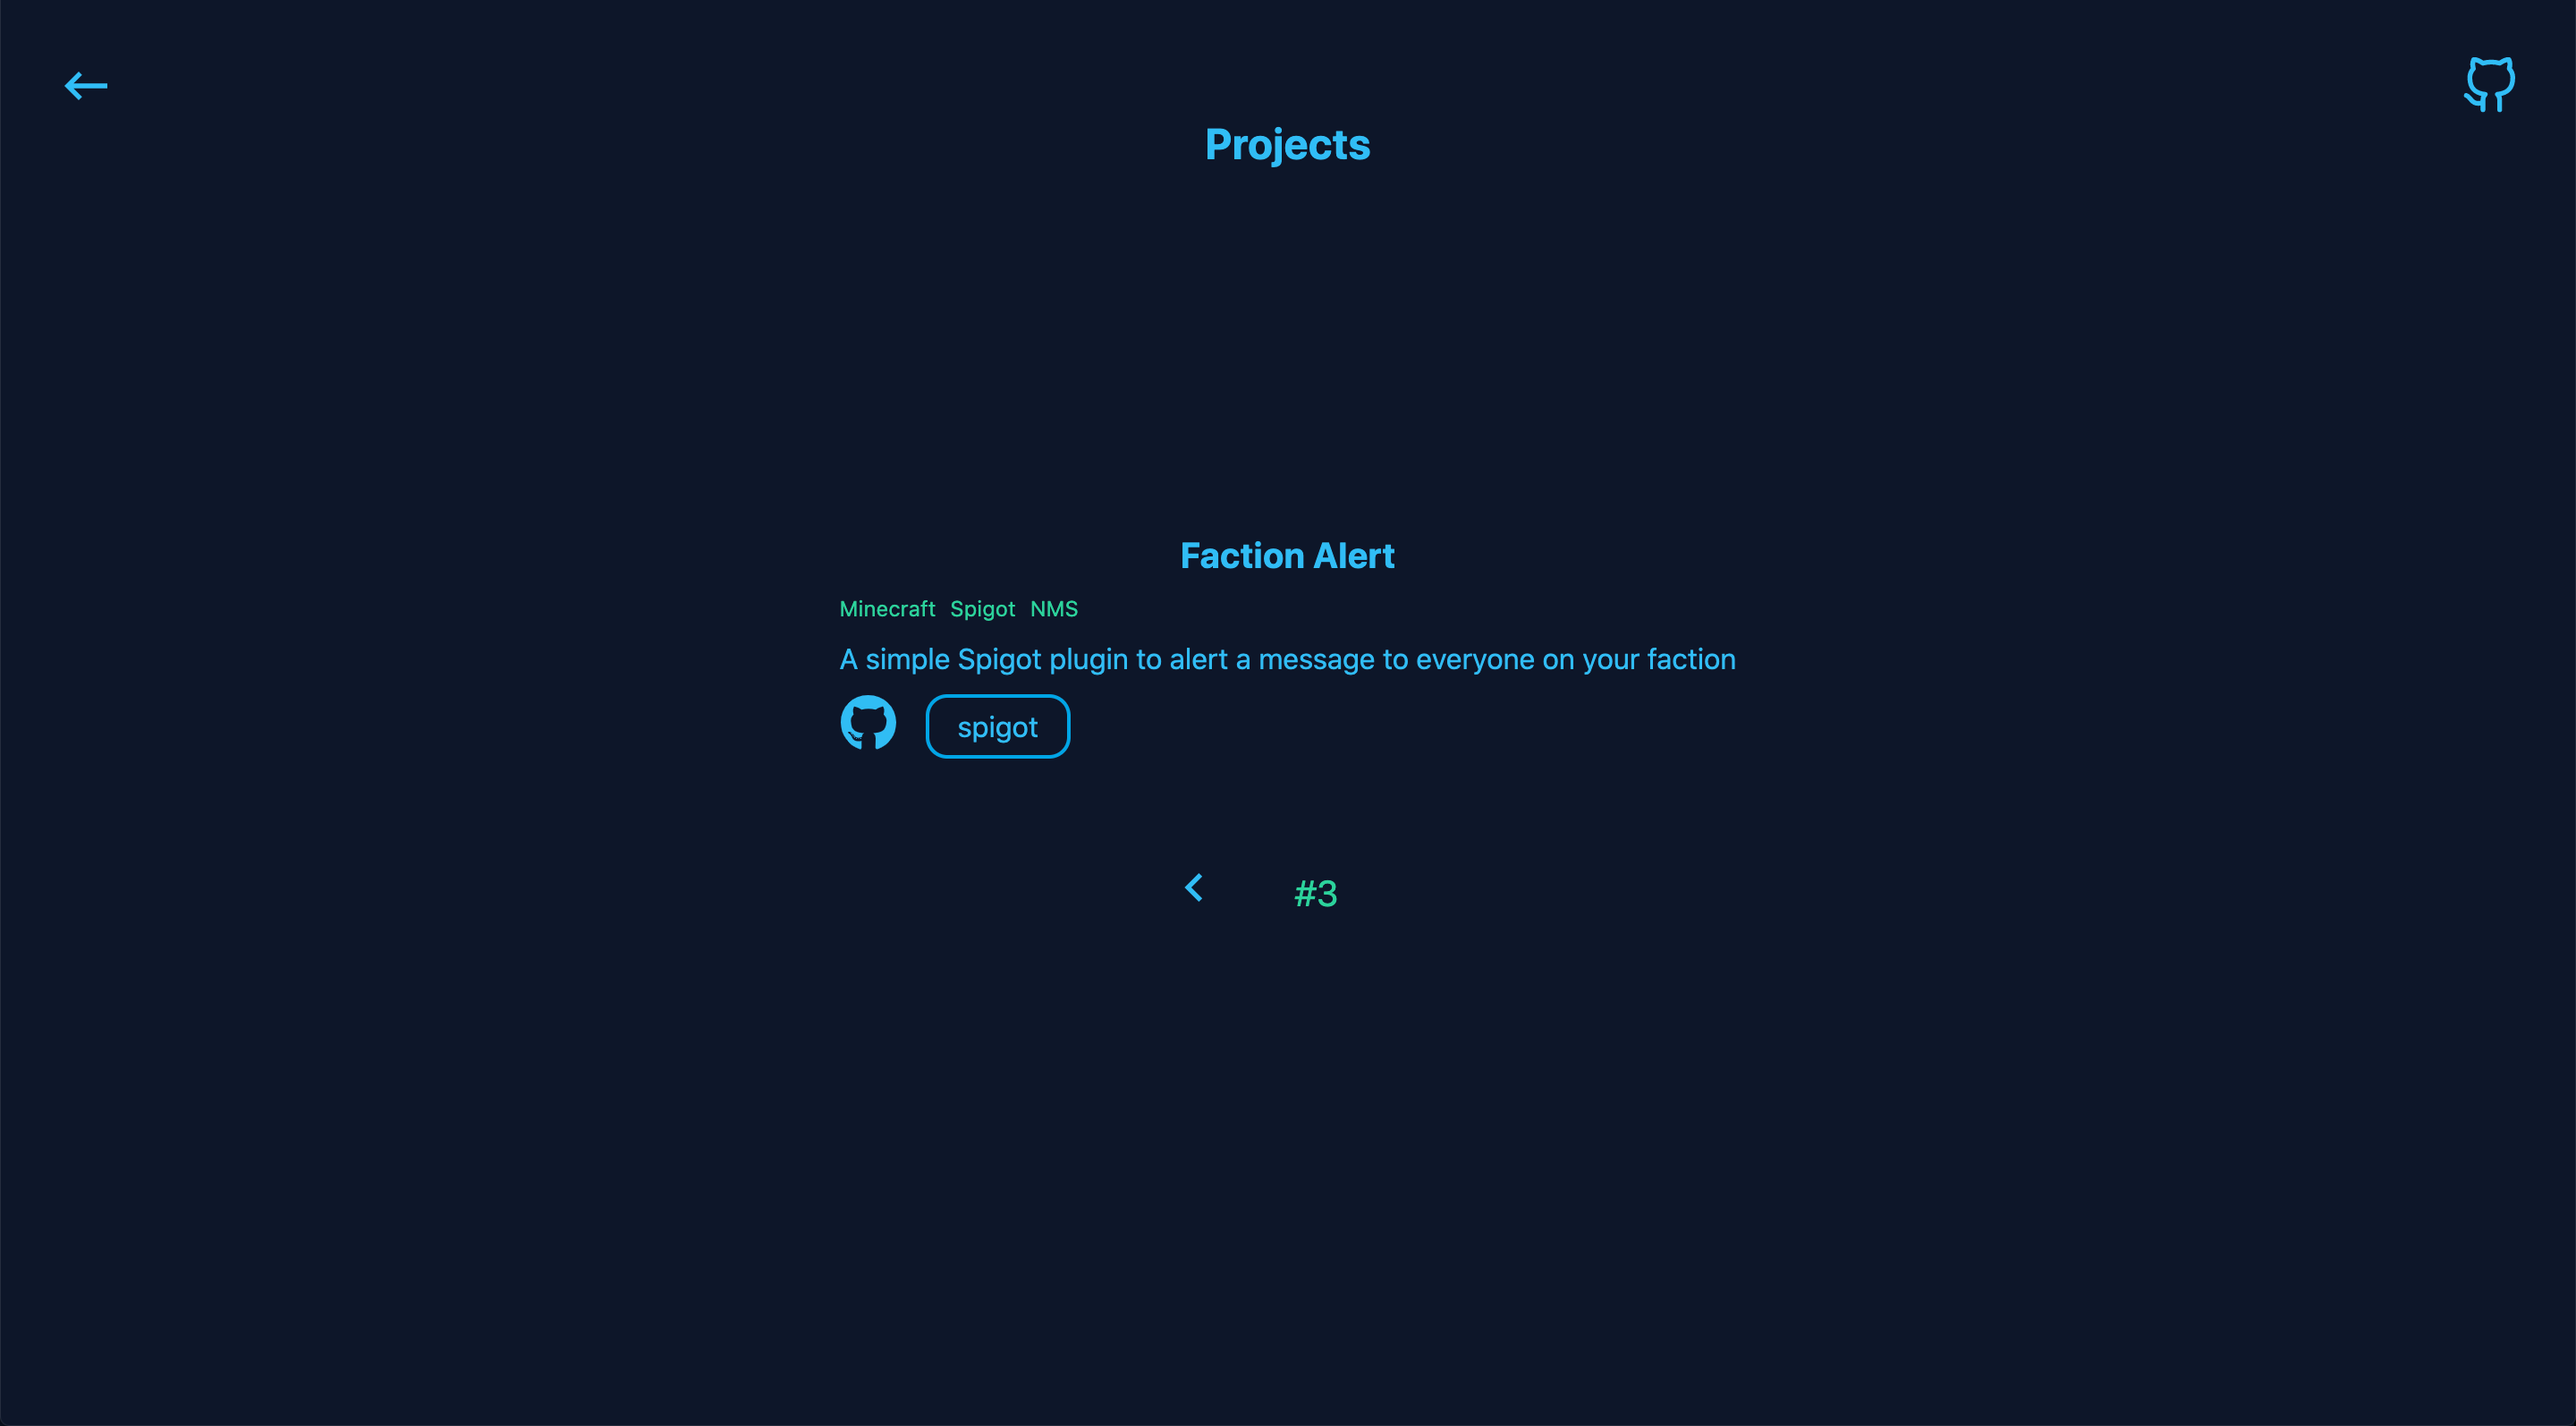 Projects
Faction Alert
Minecraft Spigot NMS
A simple Spigot plugin to alert a message to everyone on your faction
spigot
#3